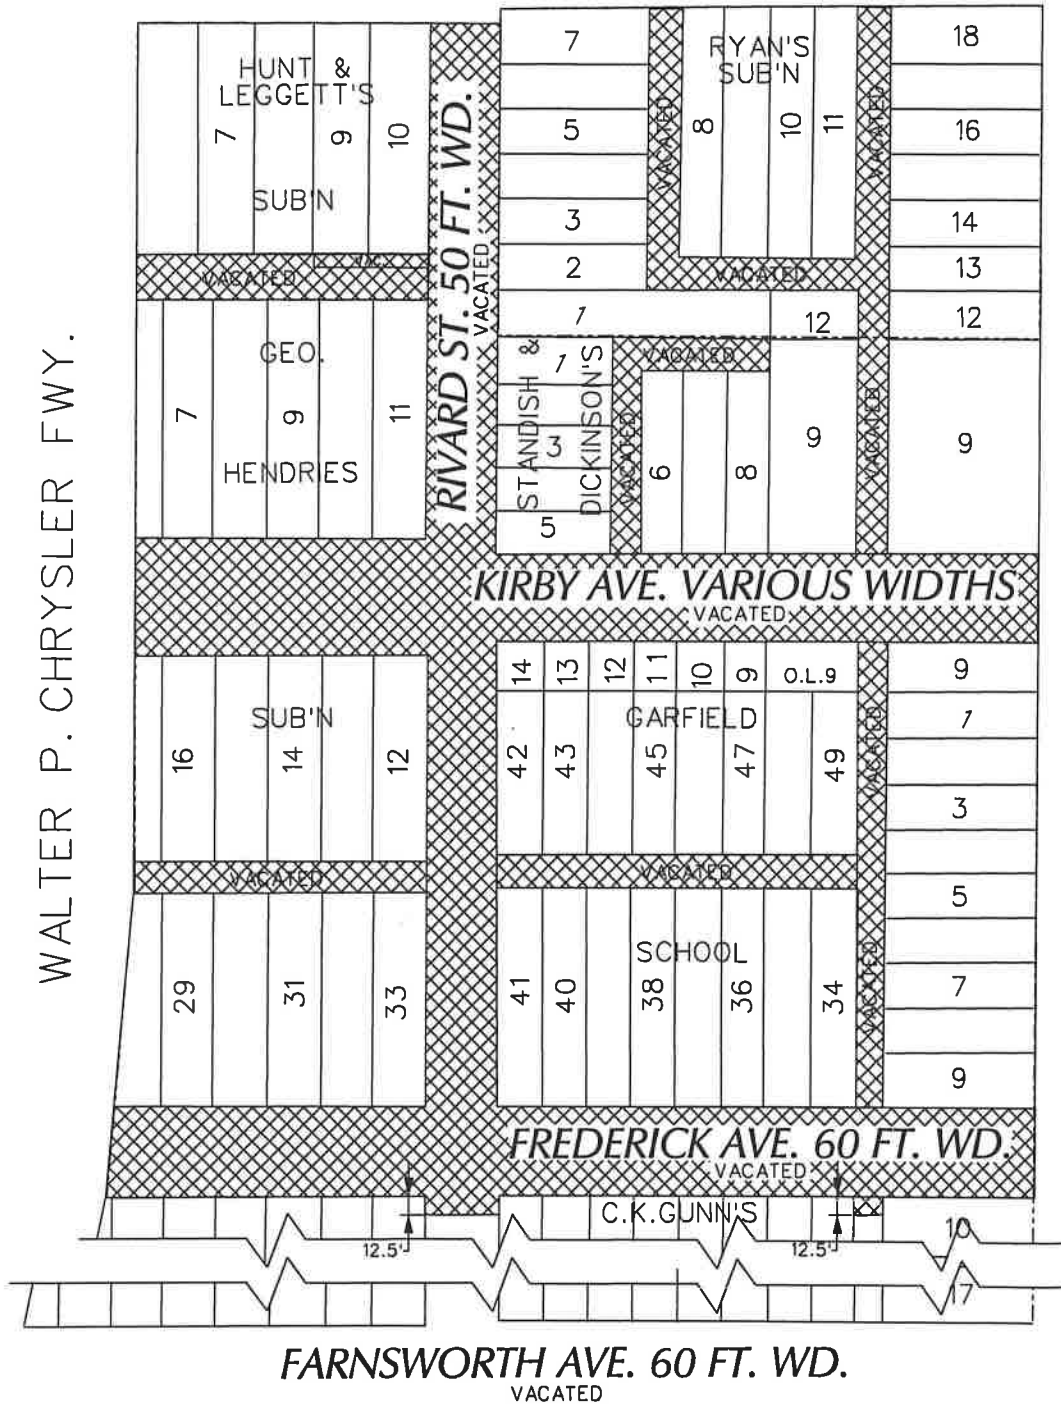 HUNT &
LEGGETT'S
7
9
10
SUB'N
VACATED
VAC.
GEO.
7
9
11
HENDRIES
WALTER P. CHRYSLER FWY.
RIVARD ST. 50 FT. WD.
VACATED
7
5
3
2
1
VACATED
RYAN'S
SUB'N
8
10
11
VACATED
VACATED
12
18
16
14
13
12
STANDISH &
DICKINSON'S
1
3
5
VACATED
VACATED
6
8
9
VACATED
9
KIRBY AVE. VARIOUS WIDTHS
VACATED
SUB'N
16
14
12
VACATED
29
31
33
14
13
12
11
10
9
O.L.9
GARFIELD
42
43
45
47
49
VACATED
VACATED
SCHOOL
41
40
38
36
34
VACATED
9
1
3
5
7
9
FREDERICK AVE. 60 FT. WD.
VACATED
C.K.GUNN'S
12.5'
12.5'
10
17
FARNSWORTH AVE. 60 FT. WD.
VACATED